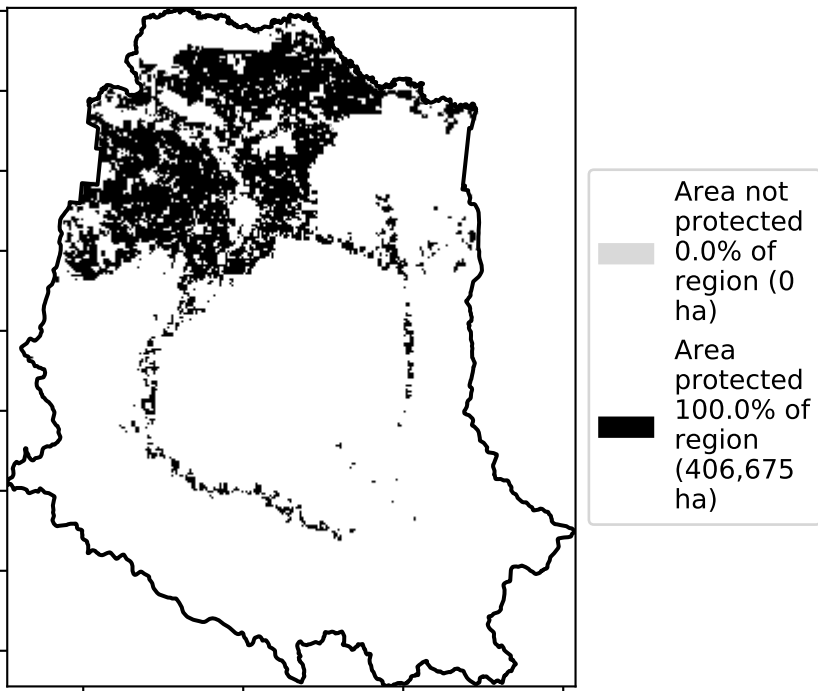 Area not
protected
0.0% of
region (0
ha)
Area
protected
100.0% of
region
(406,675
ha)